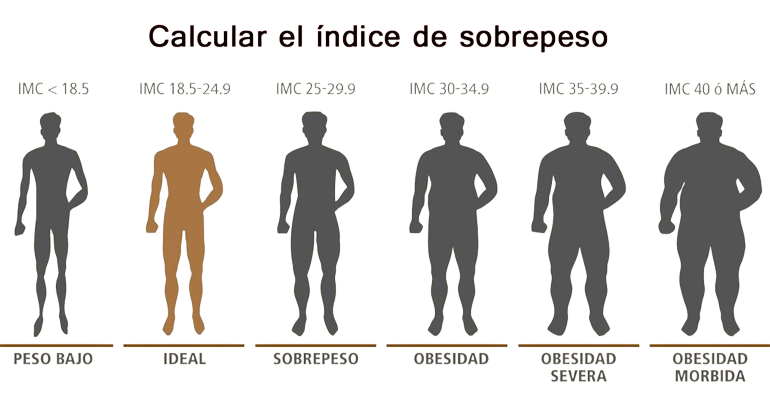 Calcular el índice de sobrepeso
IMC < 18.5
IMC 18.5-24.9
IMC 25-29.9
IMC 30-34.9
IMC 35-39.9
IMC 40 ó MÁS
PESO BAJO
IDEAL
SOBREPESO
OBESIDAD
OBESIDAD
SEVERA
OBESIDAD
MORBIDA